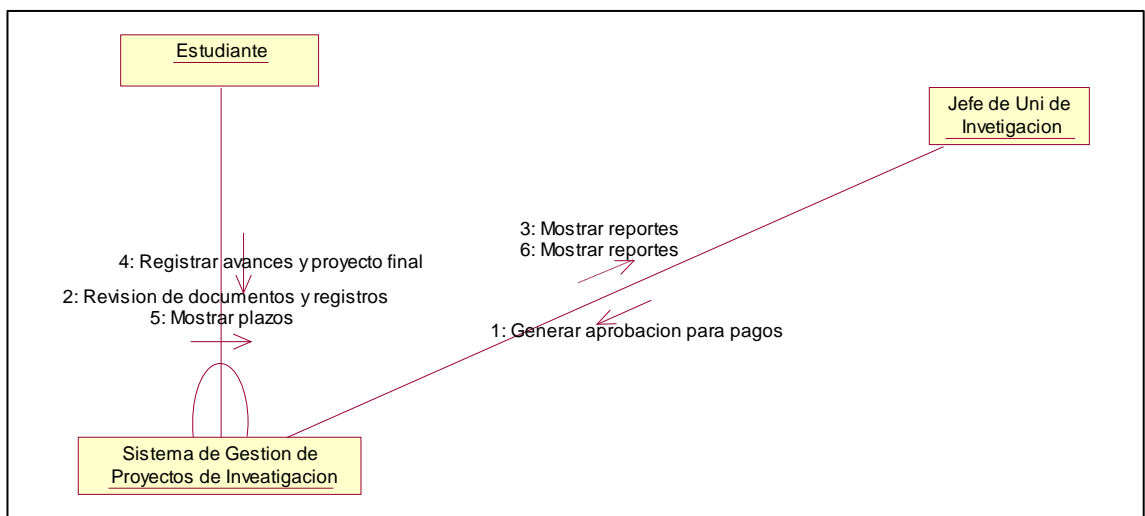 Estudiante
Jefe de Uni de
Invetigacion
3: Mostrar reportes
6: Mostrar reportes
4: Registrar avances y proyecto final
2: Revision de documentos y registros
5: Mostrar plazos
1: Generar aprobacion para pagos
Sistema de Gestion de
Proyectos de Inveatigacion